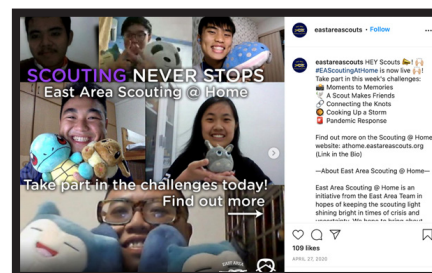 SCOUTING NEVER STOPS
East Area Scouting @ Home
Take part in the challenges today!
Find out more
EAST AREA
eastareascouts • Follow
eastareascouts HEY Scouts
#EAScoutingAtHome is now live
Take part in this week's challenges:
Moments to Memories
A Scout Makes Friends
Connecting the Knots
Cooking Up a Storm
Pandemic Response
Find out more on the Scouting @ Home
website: athome.eastareascouts.org
(Link in the Bio)
—About East Area Scouting @ Home—
East Area Scouting @ Home is an
initiative from the East Area Team in
hopes of keeping the scouting light
shining bright in times of crisis and
109 likes
APRIL 27, 2020